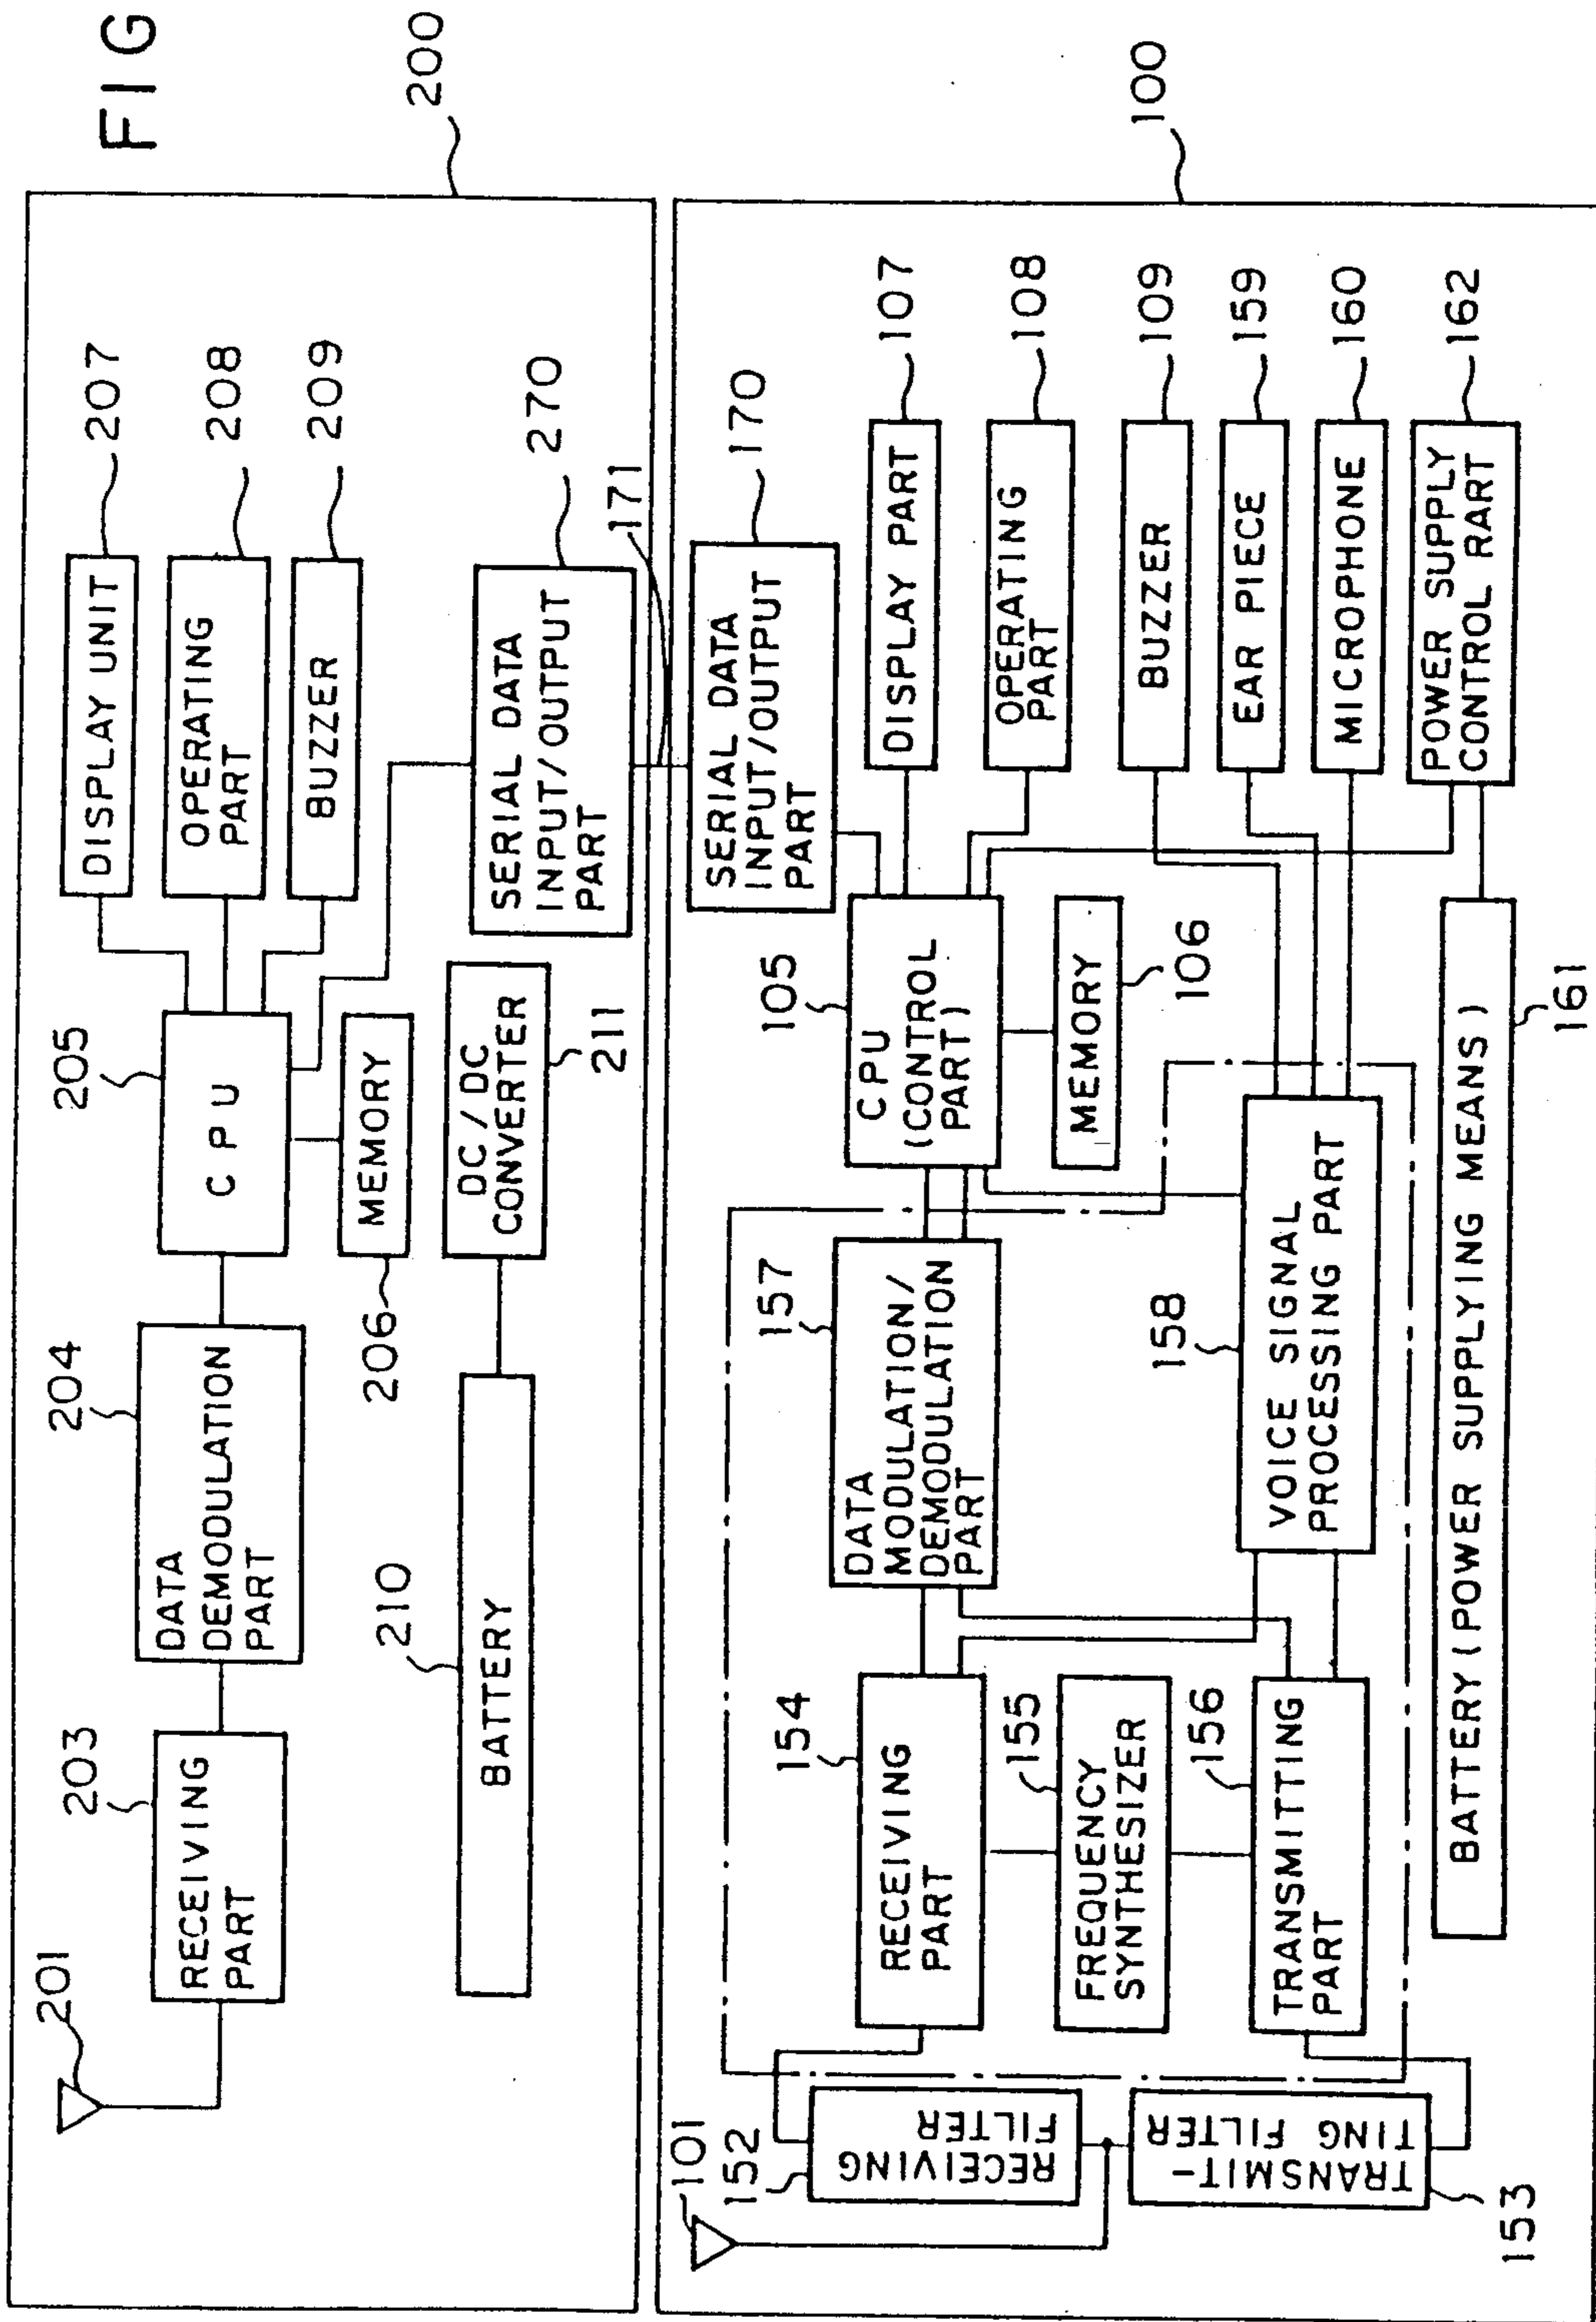 FIG
200
201
203
RECEIVING
PART
204
DATA
DEMODULATION
PART
205
CPU
206
MEMORY
207
DISPLAY UNIT
208
OPERATING
PART
209
BUZZER
210
BATTERY
211
DC/DC
CONVERTER
270
SERIAL DATA
INPUT/OUTPUT
PART
171
100
101
152
RECEIVING
FILTER
153
TRANSMIT-
TING FILTER
154
RECEIVING
PART
155
FREQUENCY
SYNTHESIZER
156
TRANSMITTING
PART
157
DATA
MODULATION/
DEMODULATION
PART
158
VOICE SIGNAL
PROCESSING PART
105
CPU
(CONTROL
PART)
106
MEMORY
170
SERIAL DATA
INPUT/OUTPUT
PART
107
DISPLAY PART
108
OPERATING
PART
109
BUZZER
159
EAR PIECE
160
MICROPHONE
162
POWER SUPPLY
CONTROL RART
161
BATTERY (POWER SUPPLYING MEANS)